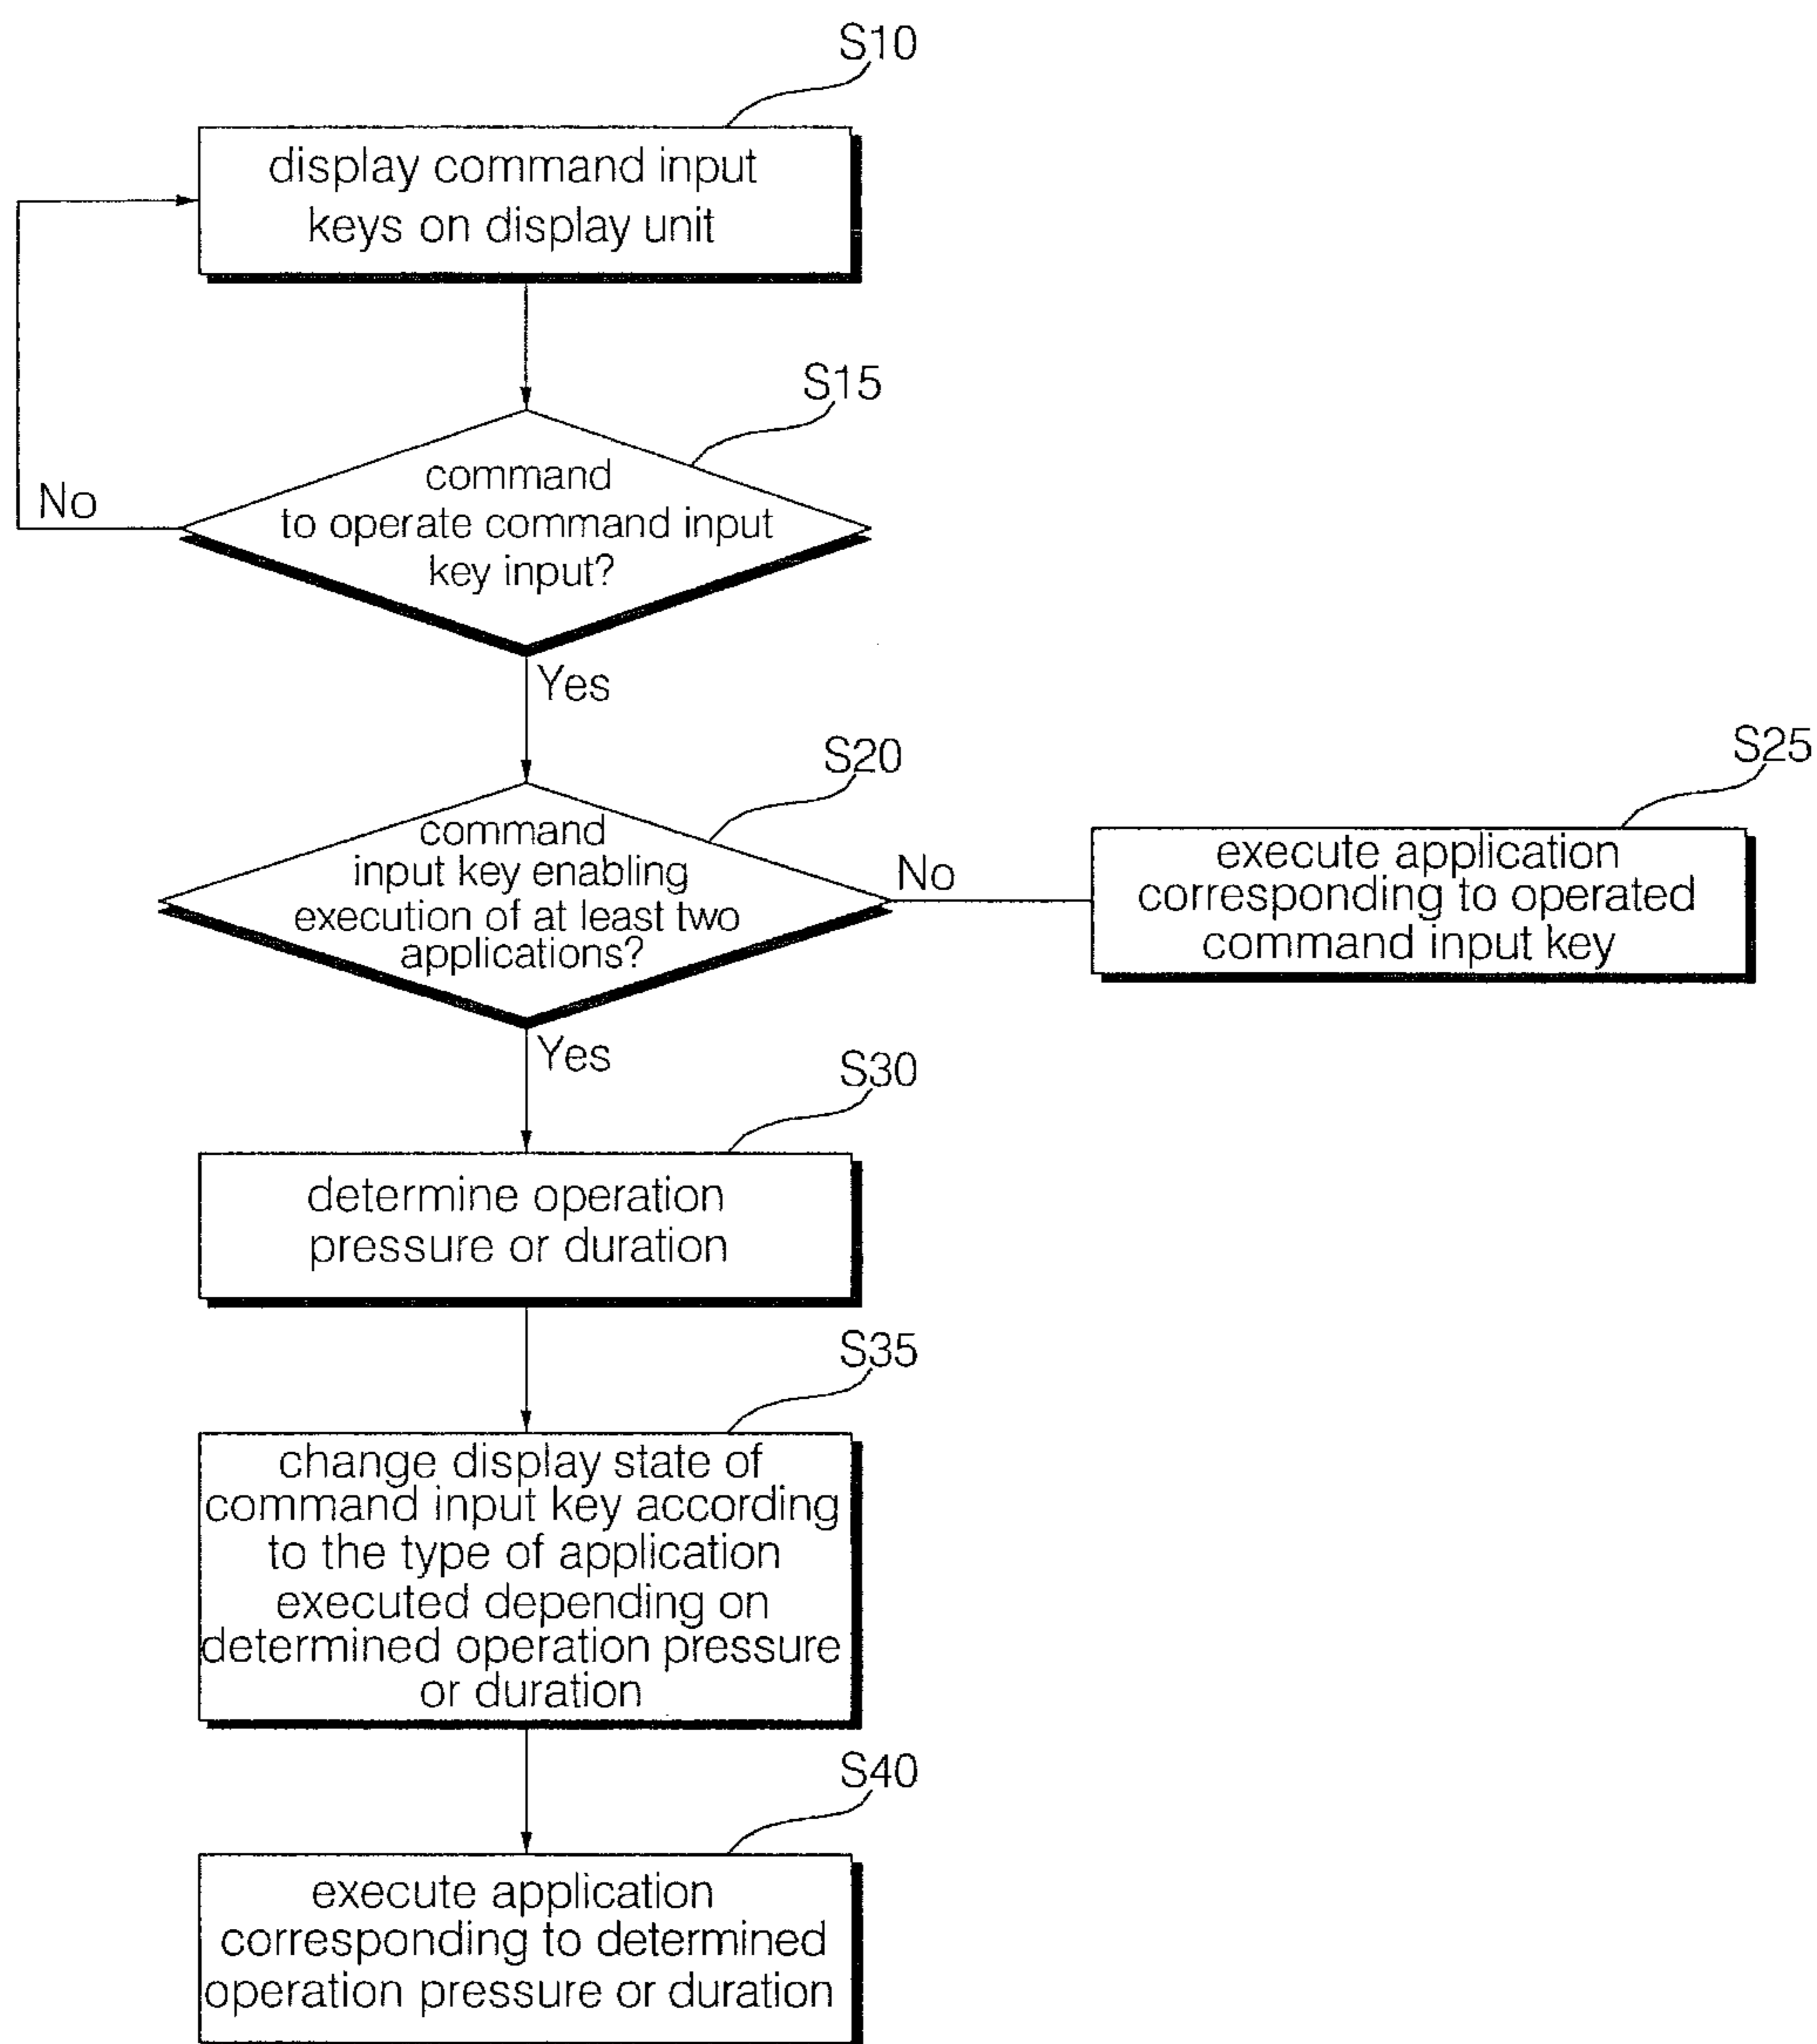 S10
display command input
keys on display unit
S15
command
to operate command input
key input?
No
Yes
S20
command
input key enabling
execution of at least two
applications?
No
S25
execute application
corresponding to operated
command input key
Yes
S30
determine operation
pressure or duration
S35
change display state of
command input key according
to the type of application
executed depending on
determined operation pressure
or duration
S40
execute application
corresponding to determined
operation pressure or duration